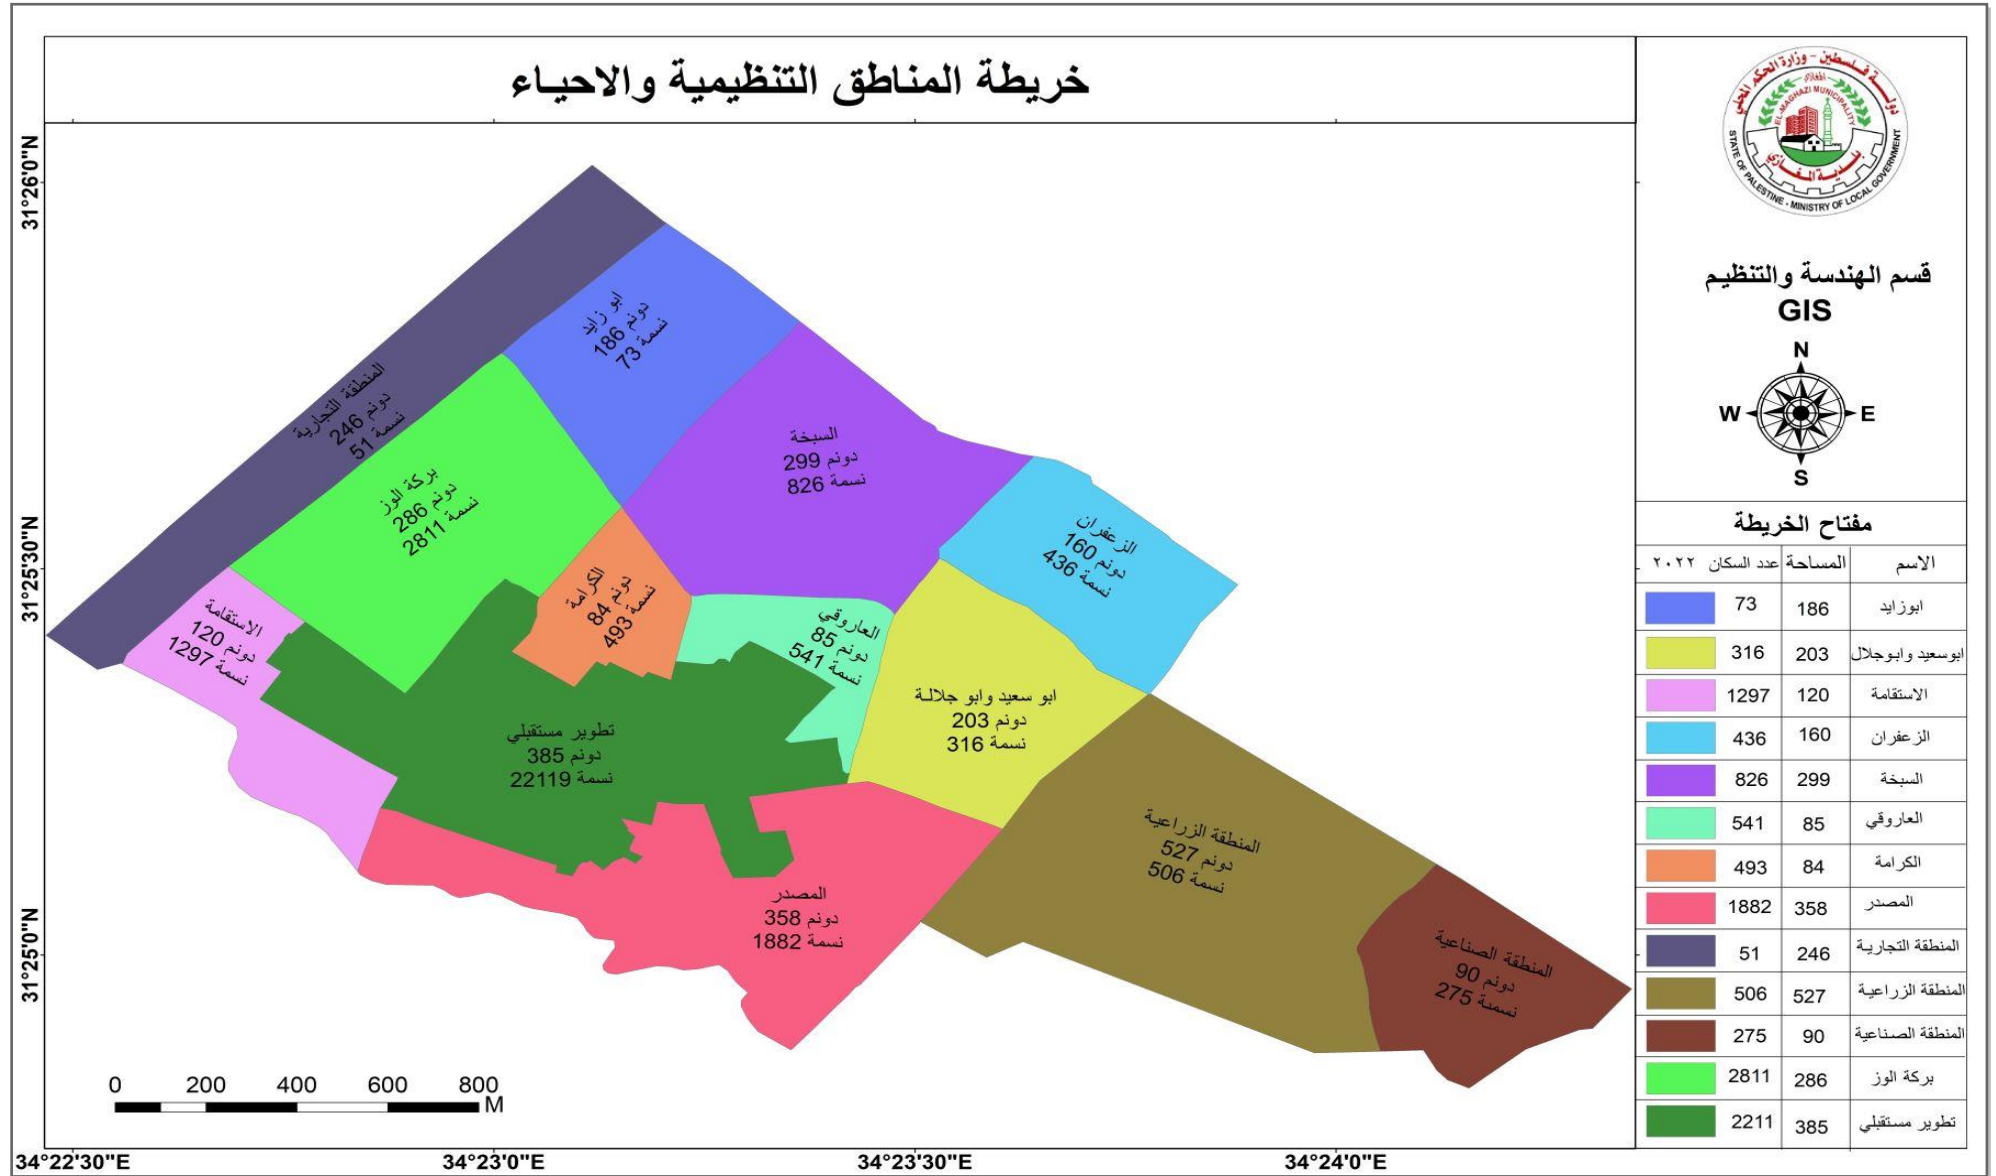 خريطة المناطق التنظيمية والاحياء
31°26'0"N
31°25'30"N
31°25'0"N
34°22'30"E
34°23'0"E
34°23'30"E
34°24'0"E
المنطقة التجارية
دونم 246
نسمة 51
ابو زايد
دونم 186
نسمة 73
بركة الوز
دونم 286
نسمة 2811
السبخة
دونم 299
نسمة 826
الزعفران
دونم 160
نسمة 436
الكرامة
دونم 84
نسمة 493
الاستقامة
دونم 120
نسمة 1297
العاروقي
دونم 85
نسمة 541
ابو سعيد وابو جلالة
دونم 203
نسمة 316
تطوير مستقبلي
دونم 385
نسمة 22119
المنطقة الزراعية
دونم 527
نسمة 506
المصدر
دونم 358
نسمة 1882
المنطقة الصناعية
دونم 90
نسمة 275
0 200 400 600 800
M
دولة فلسطين - وزارة الحكم المحلي
المغازي
EL-MAGHAZI MUNICIPALITY
بلدية المغازي
STATE OF PALESTINE - MINISTRY OF LOCAL GOVERNMENT
قسم الهندسة والتنظيم
GIS
N
W E
S
مفتاح الخريطة
الاسم المساحة عدد السكان ٢٠٢٢
ابوزايد 186 73
ابوسعيد وابوجلال 203 316
الاستقامة 120 1297
الزعفران 160 436
السبخة 299 826
العاروقي 85 541
الكرامة 84 493
المصدر 358 1882
المنطقة التجارية 246 51
المنطقة الزراعية 527 506
المنطقة الصناعية 90 275
بركة الوز 286 2811
تطوير مستقبلي 385 2211